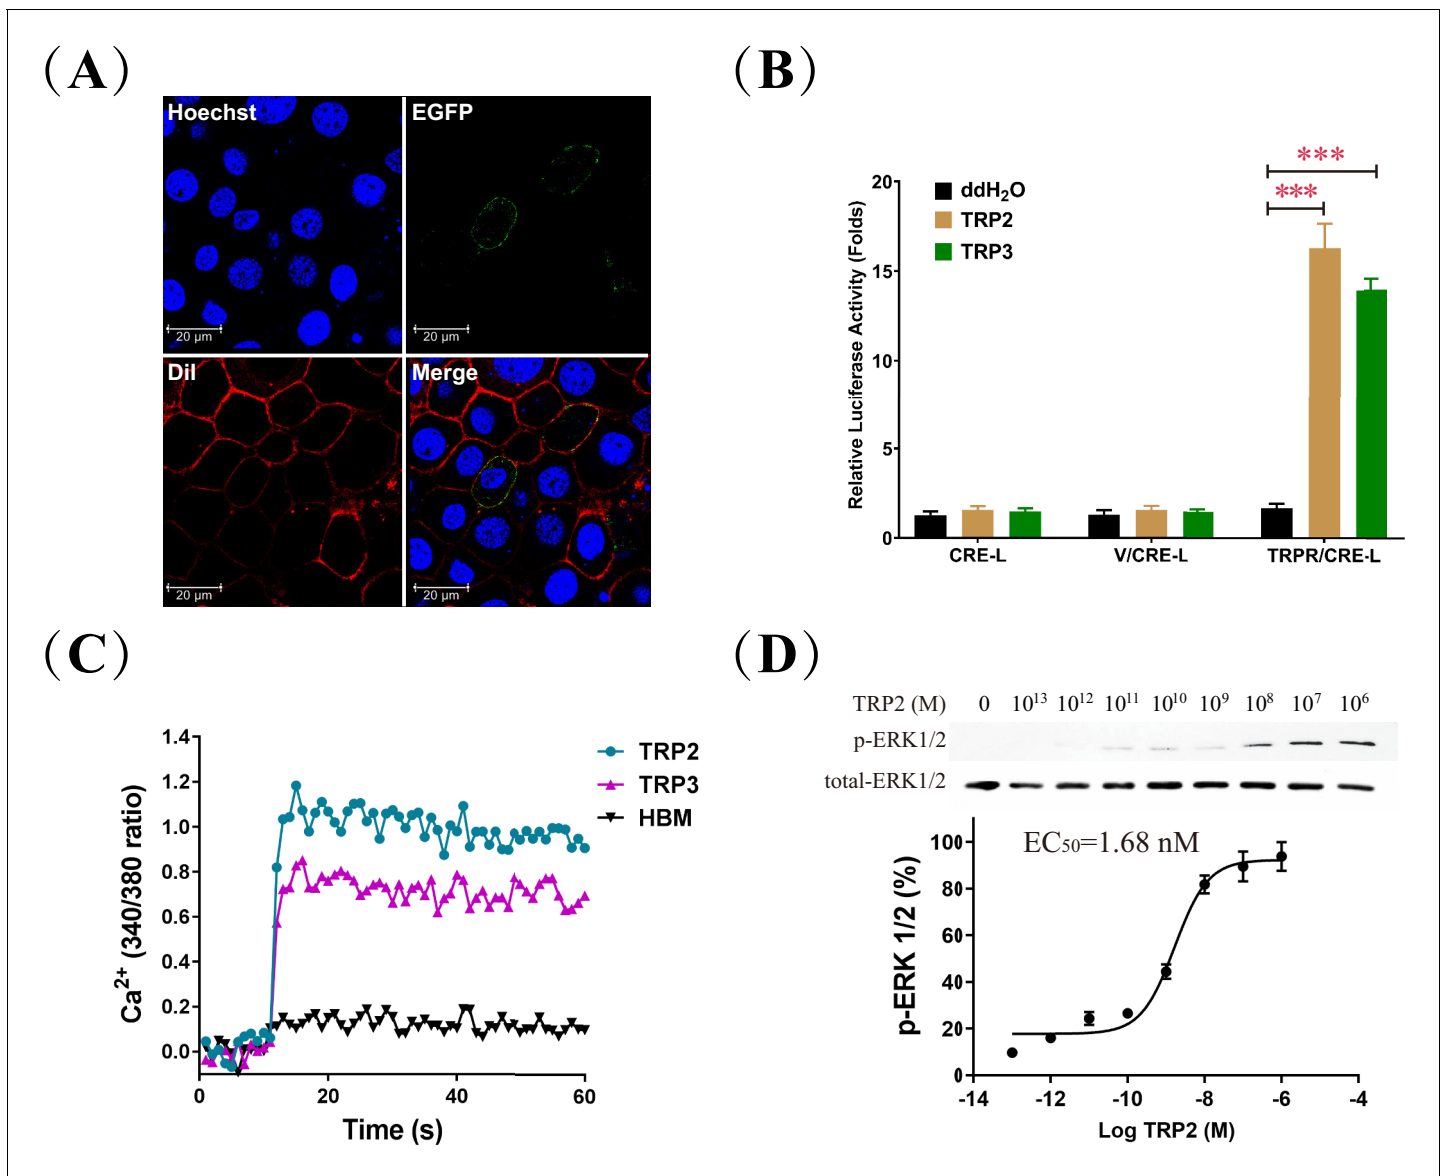 (A)
Hoechst
EGFP
20 μm
20 μm
DiI
Merge
20 μm
20 μm
(B)
***
***
ddH₂O
TRP2
TRP3
Relative Luciferase Activity (Folds)
20
15
10
5
0
CRE-L
V/CRE-L
TRPR/CRE-L
(C)
TRP2
TRP3
HBM
Ca²⁺ (340/380 ratio)
1.4
1.2
1.0
0.8
0.6
0.4
0.2
0.0
0 20 40 60
Time (s)
(D)
TRP2 (M) 0 10¹³ 10¹² 10¹¹ 10¹⁰ 10⁹ 10⁸ 10⁷ 10⁶
p-ERK1/2
total-ERK1/2
EC₅₀=1.68 nM
p-ERK 1/2 (%)
100
80
60
40
20
0
-14 -12 -10 -8 -6 -4
Log TRP2 (M)